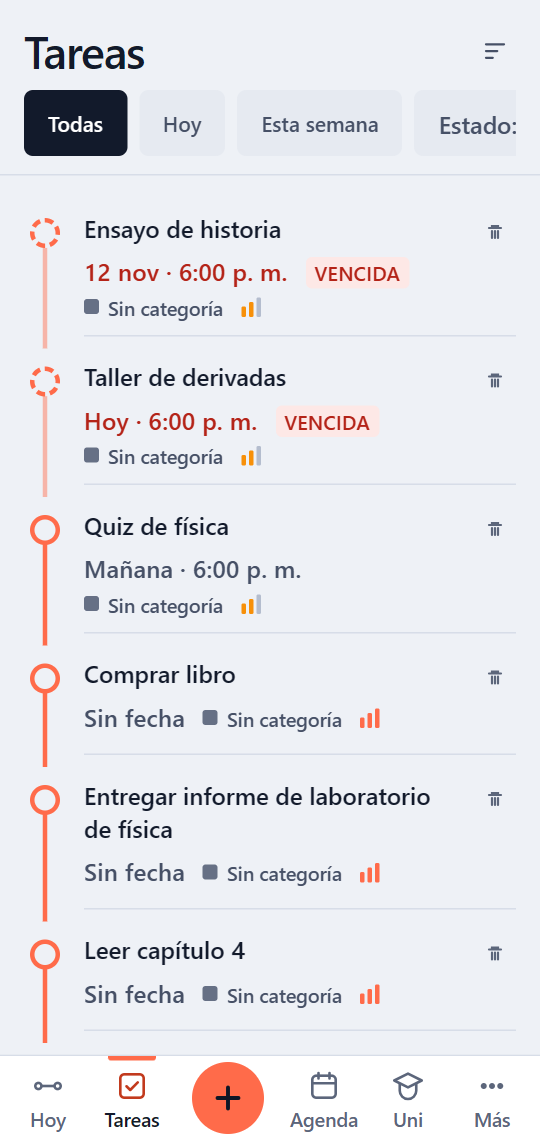 Tareas
Todas
Hoy
Esta semana
Estado:
Ensayo de historia
12 nov · 6:00 p. m. VENCIDA
Sin categoría
Taller de derivadas
Hoy · 6:00 p. m. VENCIDA
Sin categoría
Quiz de física
Mañana · 6:00 p. m.
Sin categoría
Comprar libro
Sin fecha Sin categoría
Entregar informe de laboratorio
de física
Sin fecha Sin categoría
Leer capítulo 4
Sin fecha Sin categoría
Hoy
Tareas
Agenda
Uni
Más